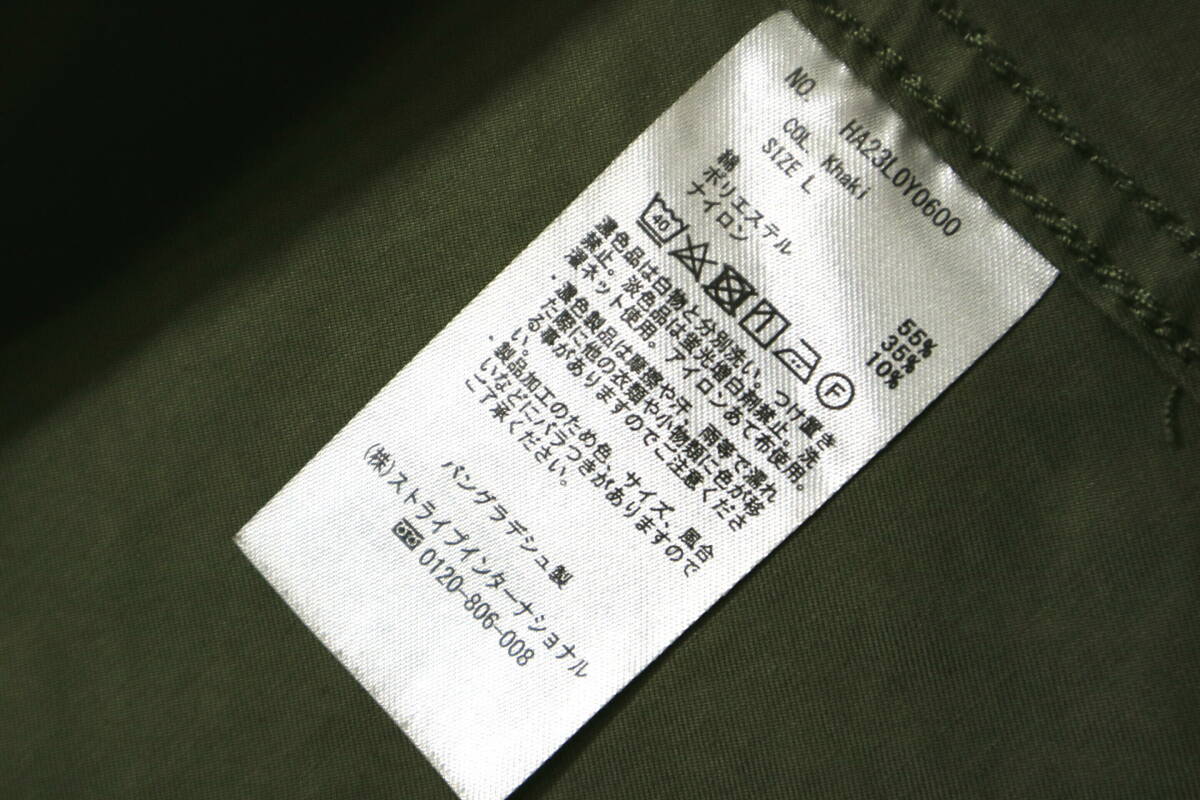 NO. HA23L0Y0600
COL Khaki
SIZE L
綿 55%
ポリエステル 35%
ナイロン 10%
40 F
濃色品は白物と分別洗い。つけ置き
禁止。淡色品は蛍光増白剤禁止。洗
濯ネット使用。アイロンあて布使用。
・濃色製品は摩擦や汗、雨等で濡れ
た際に他の衣類や小物類に色が移
る事がありますのでご注意くださ
い。
・製品加工のため色、サイズ、風合
いなどにバラつきがありますので
ご了承ください。
バングラデシュ製
(株)ストライプインターナショナル
0120-806-008